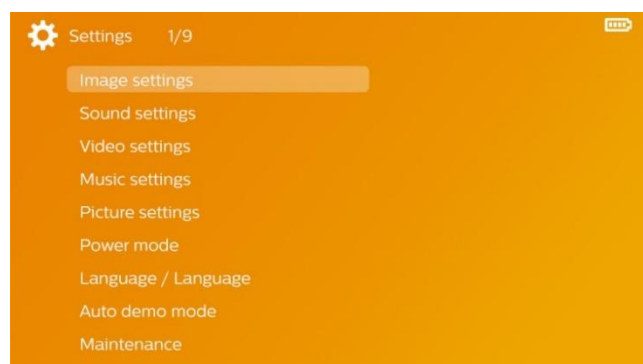 Settings 1/9
Image settings
Sound settings
Video settings
Music settings
Picture settings
Power mode
Language / Language
Auto demo mode
Maintenance